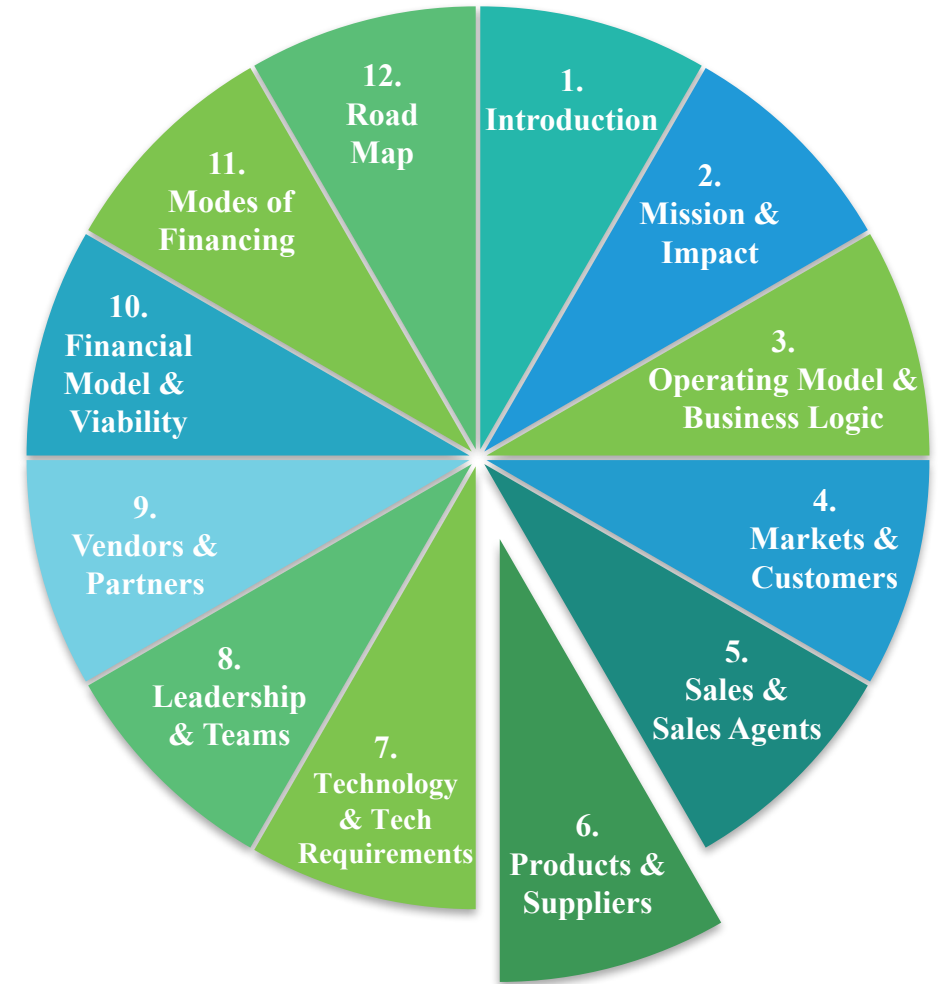 1.
Introduction
2.
Mission &
Impact
3.
Operating Model &
Business Logic
4.
Markets &
Customers
5.
Sales &
Sales Agents
6.
Products &
Suppliers
7.
Technology
& Tech
Requirements
8.
Leadership
& Teams
9.
Vendors &
Partners
10.
Financial
Model &
Viability
11.
Modes of
Financing
12.
Road
Map